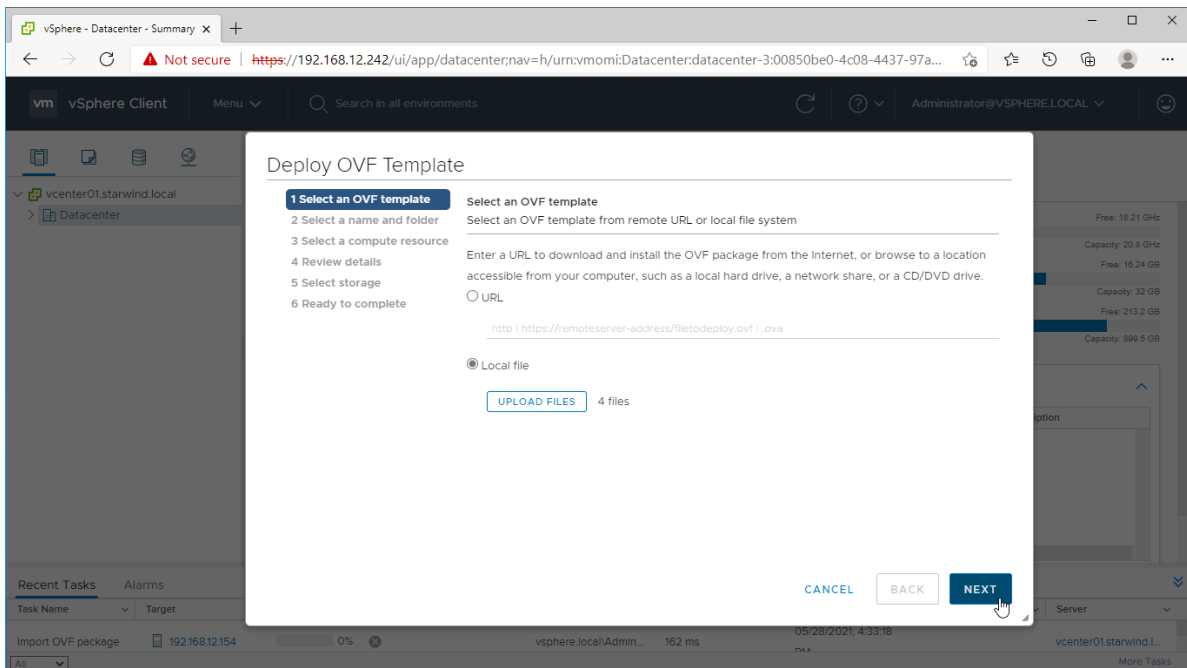 vSphere - Datacenter - Summary
Not secure | https://192.168.12.242/ui/app/datacenter;nav=h/urn:vmomi:Datacenter:datacenter-3:00850be0-4c08-4437-97a...
vm vSphere Client Menu Search in all environments Administrator@VSPHERE.LOCAL
Deploy OVF Template
vcenter01.starwind.local
Datacenter
1 Select an OVF template
2 Select a name and folder
3 Select a compute resource
4 Review details
5 Select storage
6 Ready to complete
Select an OVF template
Select an OVF template from remote URL or local file system
Enter a URL to download and install the OVF package from the Internet, or browse to a location
accessible from your computer, such as a local hard drive, a network share, or a CD/DVD drive.
URL
http | https://remoteserver-address/filetodeploy.ovf | .ova
Local file
UPLOAD FILES 4 files
CANCEL BACK NEXT
Free: 18.21 GHz
Capacity: 20.8 GHz
Free: 16.24 GB
Capacity: 32 GB
Free: 213.2 GB
Capacity: 899.5 GB
Recent Tasks Alarms
Task Name Target Server
Import OVF package 192.168.12.154 0% vsphere.local\Admin... 162 ms 05/28/2021, 4:33:18 vcenter01.starwind.l...
All More Tasks